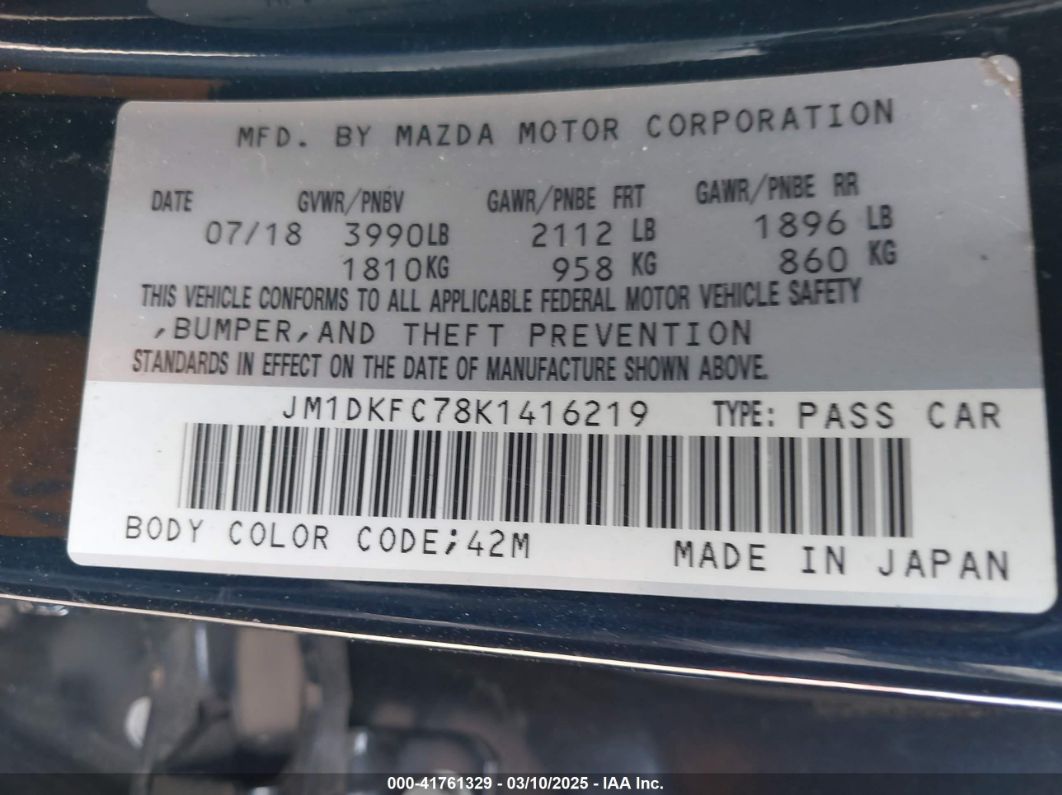 MFD. BY MAZDA MOTOR CORPORATION
DATE GVWR/PNBV GAWR/PNBE FRT GAWR/PNBE RR
07/18 3990LB 2112 LB 1896 LB
1810KG 958 KG 860 KG
THIS VEHICLE CONFORMS TO ALL APPLICABLE FEDERAL MOTOR VEHICLE SAFETY
,BUMPER,AND THEFT PREVENTION
STANDARDS IN EFFECT ON THE DATE OF MANUFACTURE SHOWN ABOVE.
JM1DKFC78K1416219 TYPE: PASS CAR
BODY COLOR CODE;42M MADE IN JAPAN
000-41761329 - 03/10/2025 - IAA Inc.